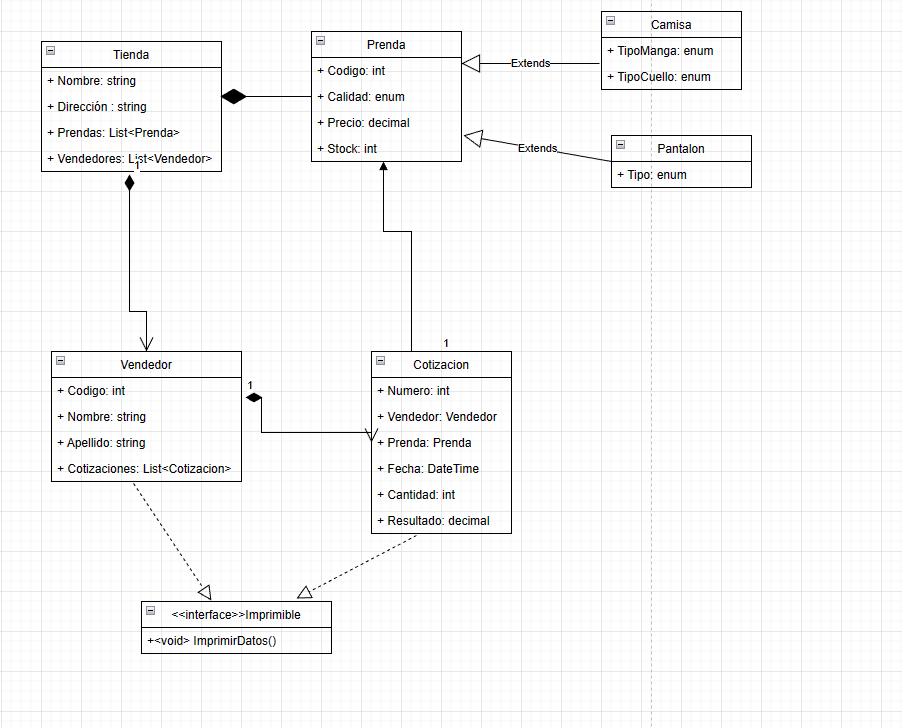 Tienda
+ Nombre: string
+ Dirección : string
+ Prendas: List<Prenda>
+ Vendedores: List<Vendedor>
1
Prenda
+ Codigo: int
+ Calidad: enum
+ Precio: decimal
+ Stock: int
Extends
Extends
Camisa
+ TipoManga: enum
+ TipoCuello: enum
Pantalon
+ Tipo: enum
Vendedor
+ Codigo: int
+ Nombre: string
+ Apellido: string
+ Cotizaciones: List<Cotizacion>
1
1
Cotizacion
+ Numero: int
+ Vendedor: Vendedor
+ Prenda: Prenda
+ Fecha: DateTime
+ Cantidad: int
+ Resultado: decimal
<<interface>>Imprimible
+<void> ImprimirDatos()